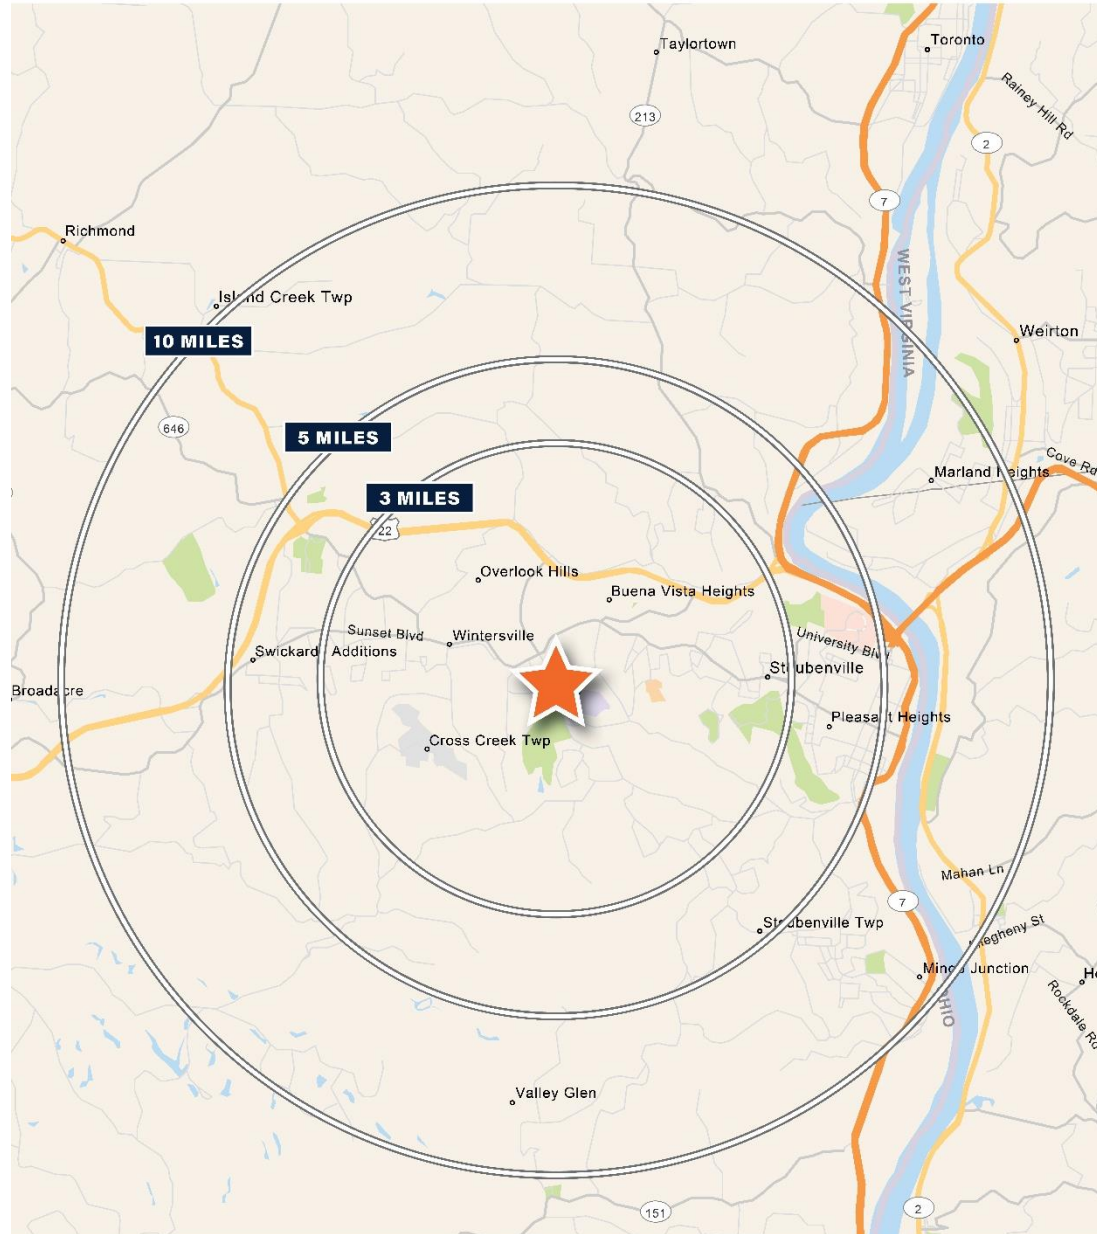 Taylortown
Toronto
Rainey Hill Rd
213
2
7
Richmond
WEST VIRGINIA
Island Creek Twp
Weirton
10 MILES
646
5 MILES
Cove Rd
Marland Heights
3 MILES
22
Overlook Hills
Buena Vista Heights
Sunset Blvd
Wintersville
University Blvd
Swickard Additions
Steubenville
Broadacre
Pleasant Heights
Cross Creek Twp
Mahan Ln
7
Steubenville Twp
Allegheny St
Mingo Junction
Ho
OHIO
Rockdale Rd
Valley Glen
151
2